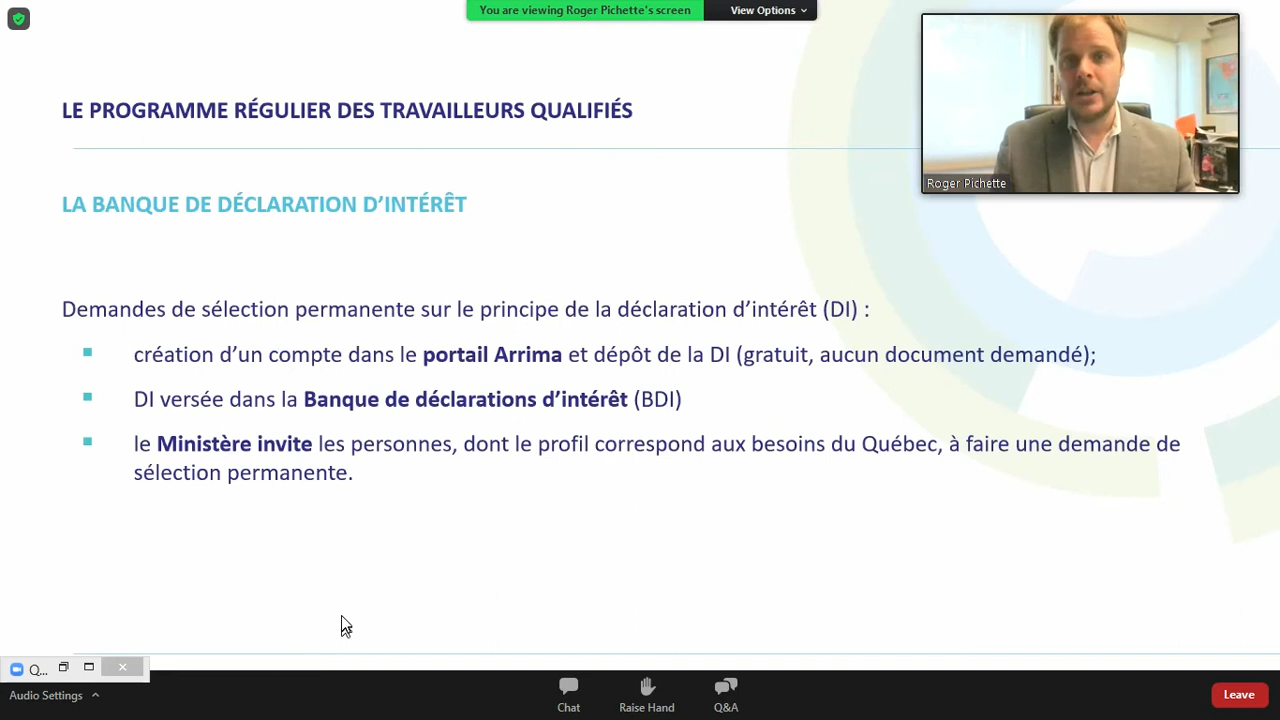 You are viewing Roger Pichette's screen
View Options
LE PROGRAMME RÉGULIER DES TRAVAILLEURS QUALIFIÉS
Roger Pichette
LA BANQUE DE DÉCLARATION D’INTÉRÊT
Demandes de sélection permanente sur le principe de la déclaration d’intérêt (DI) :
création d’un compte dans le portail Arrima et dépôt de la DI (gratuit, aucun document demandé);
DI versée dans la Banque de déclarations d’intérêt (BDI)
le Ministère invite les personnes, dont le profil correspond aux besoins du Québec, à faire une demande de
sélection permanente.
Q...
Audio Settings
Chat
Raise Hand
Q&A
Leave